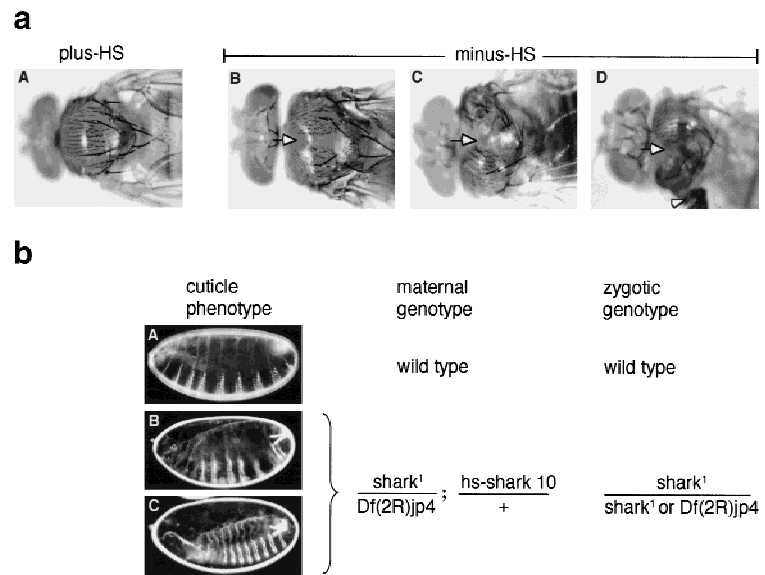 a
plus-HS
minus-HS
A
B
C
D
b
cuticle
phenotype
maternal
genotype
zygotic
genotype
A
wild type
wild type
B
C
shark¹
Df(2R)jp4
;
hs-shark 10
+
shark¹
shark¹ or Df(2R)jp4